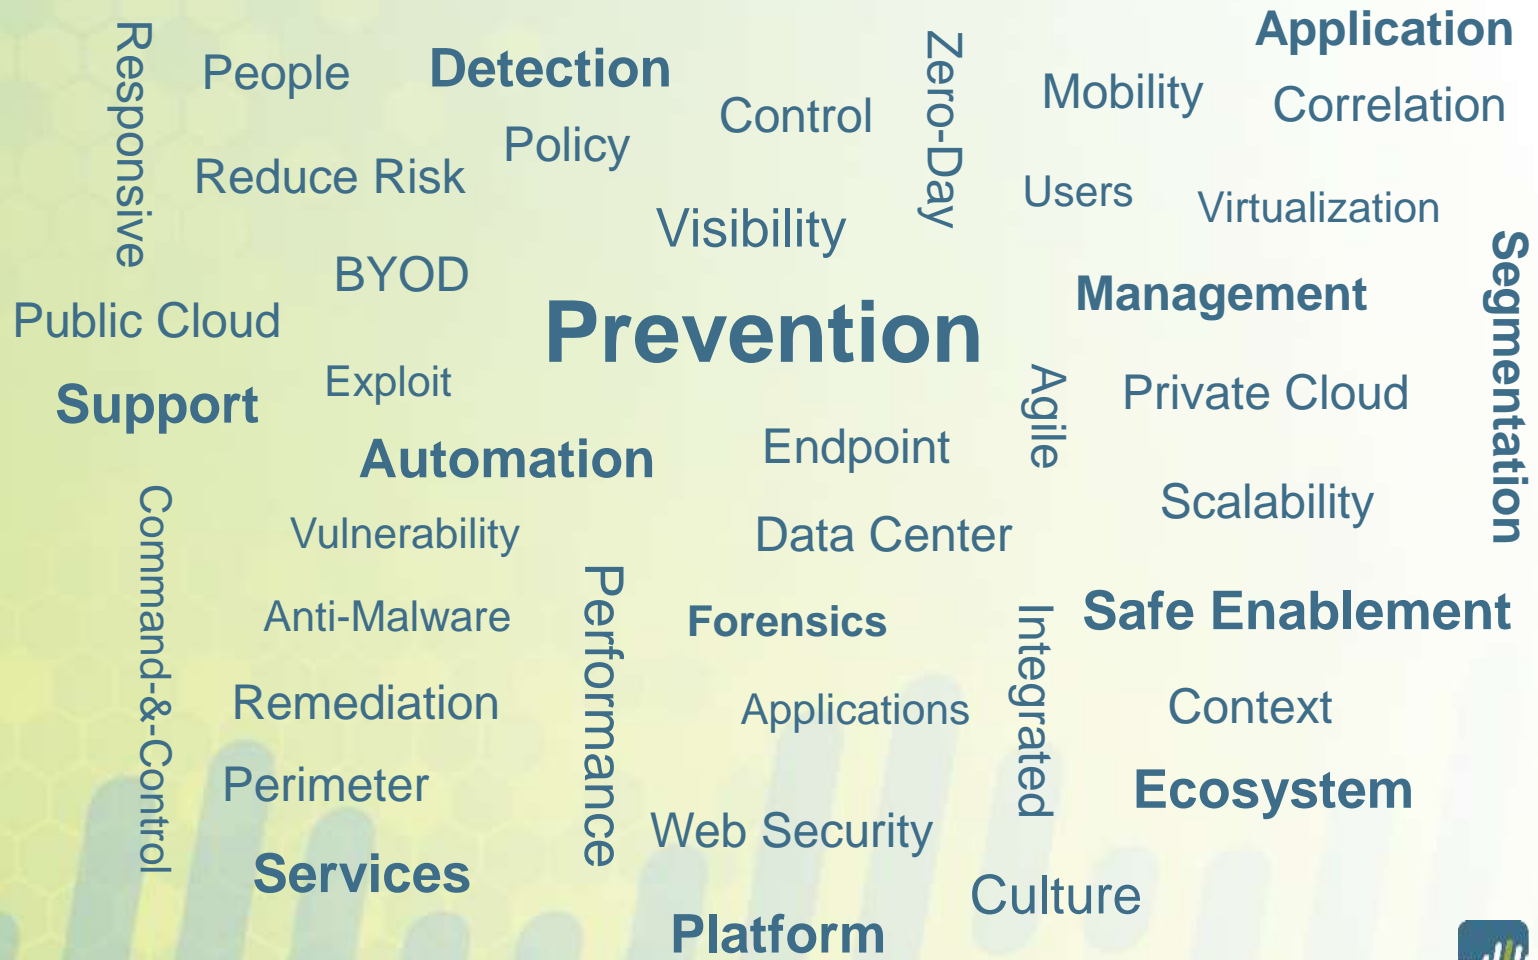 Application
Responsive
People
Detection
Zero-Day
Mobility
Correlation
Control
Policy
Reduce Risk
Users
Virtualization
Visibility
Segmentation
BYOD
Management
Public Cloud
Prevention
Exploit
Agile
Private Cloud
Support
Automation
Endpoint
Scalability
Command-&-Control
Vulnerability
Data Center
Performance
Anti-Malware
Forensics
Integrated
Safe Enablement
Remediation
Applications
Context
Perimeter
Ecosystem
Web Security
Services
Culture
Platform